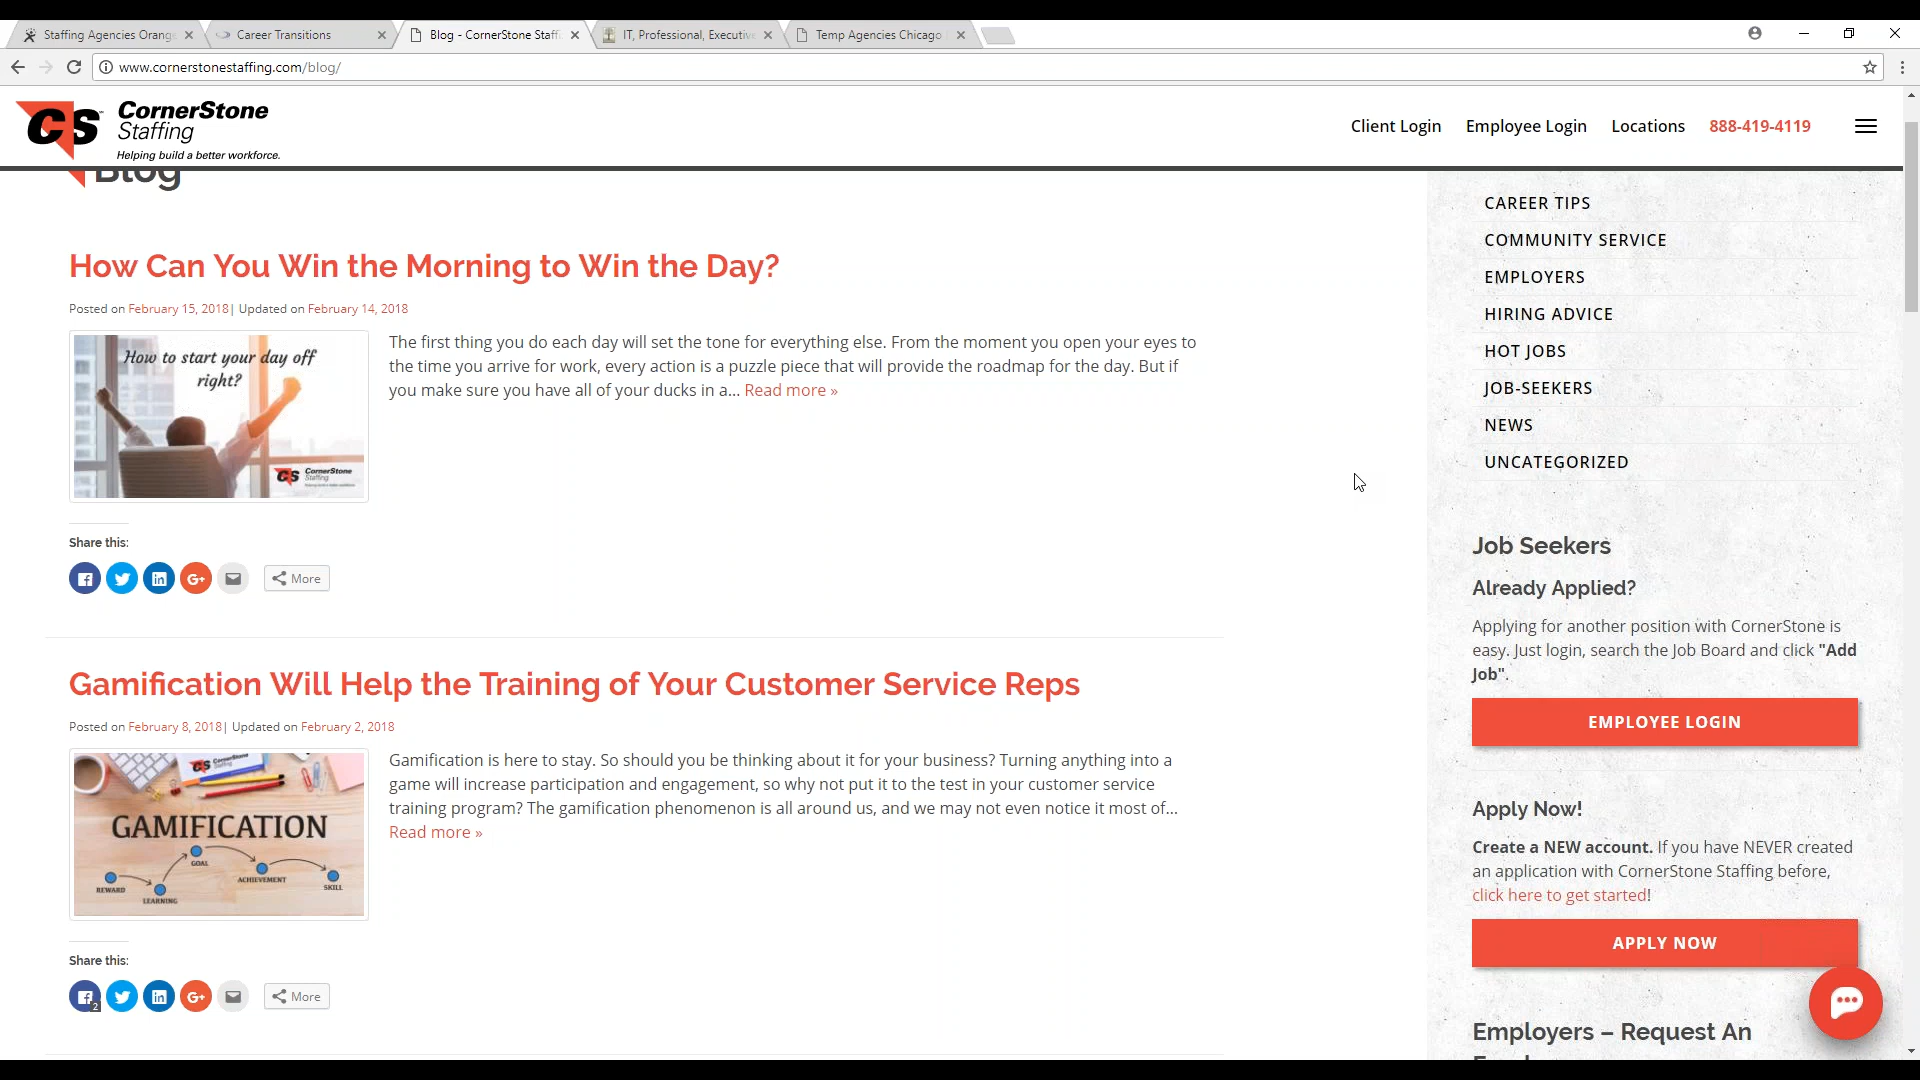 Staffing Agencies Orang
Career Transitions
Blog - CornerStone Staff
IT, Professional, Executiv
Temp Agencies Chicago
www.cornerstonestaffing.com/blog/
CS
CornerStone
Staffing
Helping build a better workforce.
Client Login
Employee Login
Locations
888-419-4119
Blog
How Can You Win the Morning to Win the Day?
Posted on February 15, 2018| Updated on February 14, 2018
How to start your day off
right?
CS CornerStone
Staffing
The first thing you do each day will set the tone for everything else. From the moment you open your eyes to
the time you arrive for work, every action is a puzzle piece that will provide the roadmap for the day. But if
you make sure you have all of your ducks in a... Read more »
Share this:
More
Gamification Will Help the Training of Your Customer Service Reps
Posted on February 8, 2018| Updated on February 2, 2018
CS CornerStone
Staffing
GAMIFICATION
REWARD
LEARNING
GOAL
ACHIEVEMENT
SKILL
Gamification is here to stay. So should you be thinking about it for your business? Turning anything into a
game will increase participation and engagement, so why not put it to the test in your customer service
training program? The gamification phenomenon is all around us, and we may not even notice it most of...
Read more »
Share this:
2
More
CAREER TIPS
COMMUNITY SERVICE
EMPLOYERS
HIRING ADVICE
HOT JOBS
JOB-SEEKERS
NEWS
UNCATEGORIZED
Job Seekers
Already Applied?
Applying for another position with CornerStone is
easy. Just login, search the Job Board and click "Add
Job".
EMPLOYEE LOGIN
Apply Now!
Create a NEW account. If you have NEVER created
an application with CornerStone Staffing before,
click here to get started!
APPLY NOW
Employers – Request An